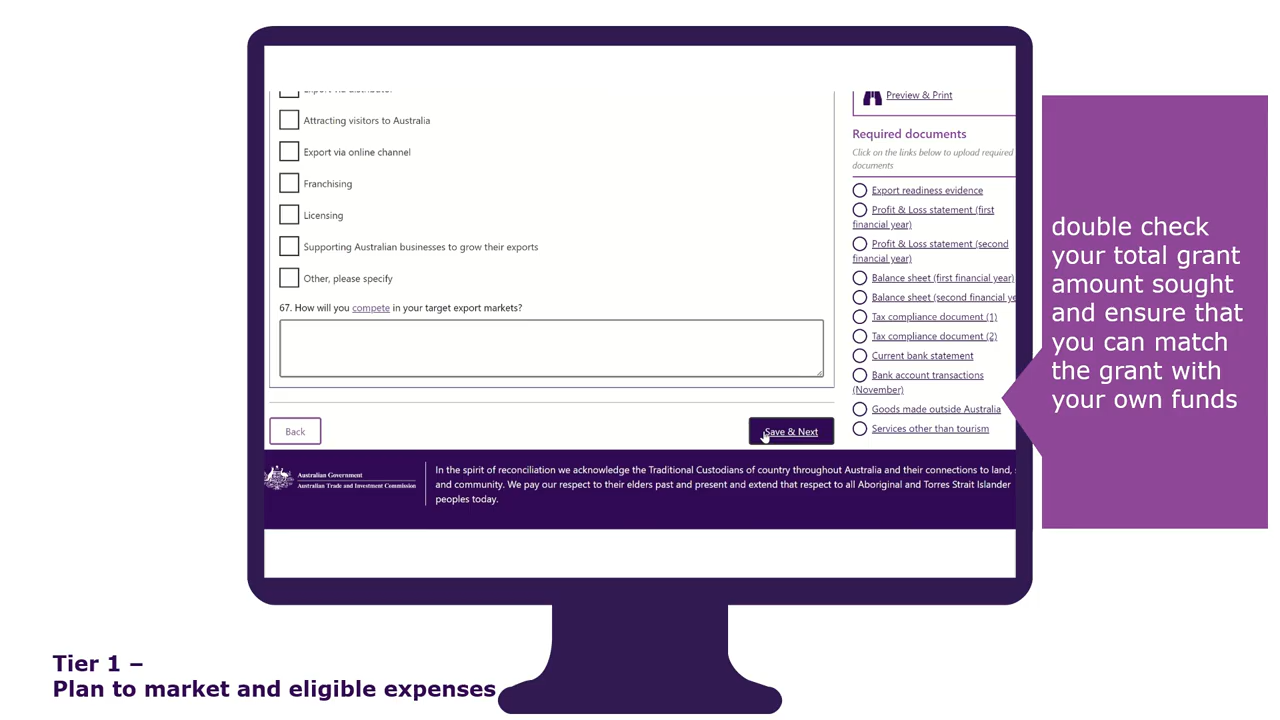 Attracting visitors to Australia
Export via online channel
Franchising
Licensing
Supporting Australian businesses to grow their exports
Other, please specify
67. How will you compete in your target export markets?
Back
Save & Next
Preview & Print
Required documents
Click on the links below to upload required
documents
Export readiness evidence
Profit & Loss statement (first
financial year)
Profit & Loss statement (second
financial year)
Balance sheet (first financial year)
Balance sheet (second financial ye
Tax compliance document (1)
Tax compliance document (2)
Current bank statement
Bank account transactions
(November)
Goods made outside Australia
Services other than tourism
Australian Government
Australian Trade and Investment Commission
In the spirit of reconciliation we acknowledge the Traditional Custodians of country throughout Australia and their connections to land,
and community. We pay our respect to their elders past and present and extend that respect to all Aboriginal and Torres Strait Islander
peoples today.
double check
your total grant
amount sought
and ensure that
you can match
the grant with
your own funds
Tier 1 –
Plan to market and eligible expenses